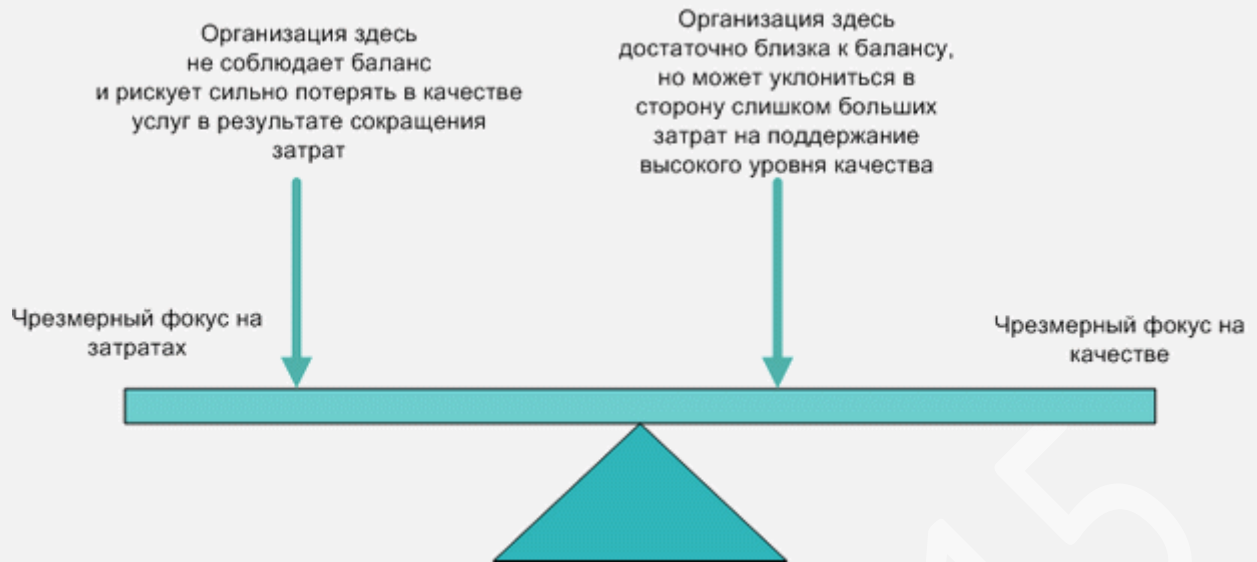 Организация здесь
не соблюдает баланс
и рискует сильно потерять в качестве
услуг в результате сокращения
затрат
Организация здесь
достаточно близка к балансу,
но может уклониться в
сторону слишком больших
затрат на поддержание
высокого уровня качества
Чрезмерный фокус на
затратах
Чрезмерный фокус на
качестве